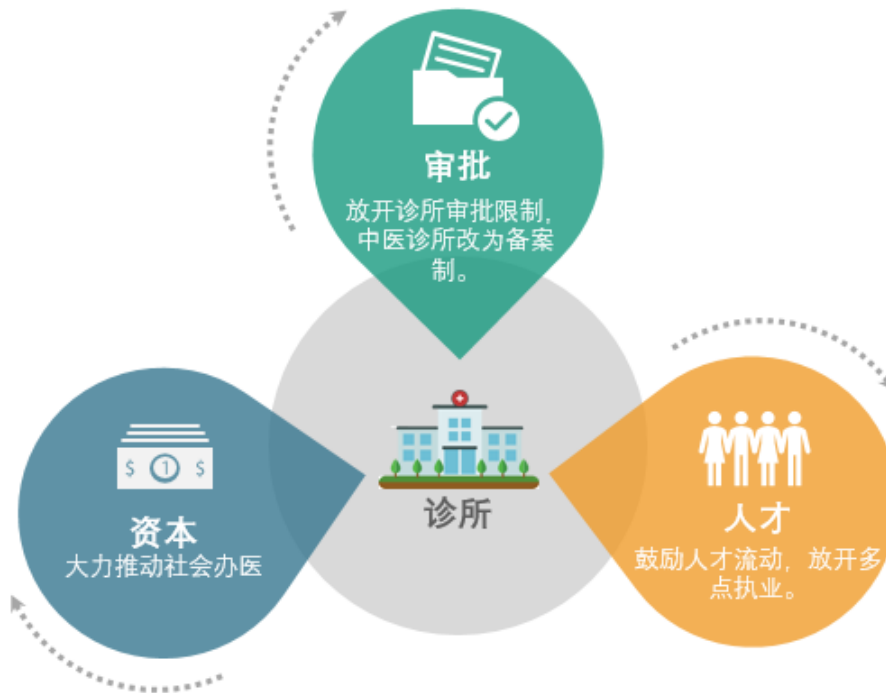 审批
放开诊所审批限制,
中医诊所改为备案
制。
诊所
资本
大力推动社会办医
$ 1 $
人才
鼓励人才流动，放开多
点执业。